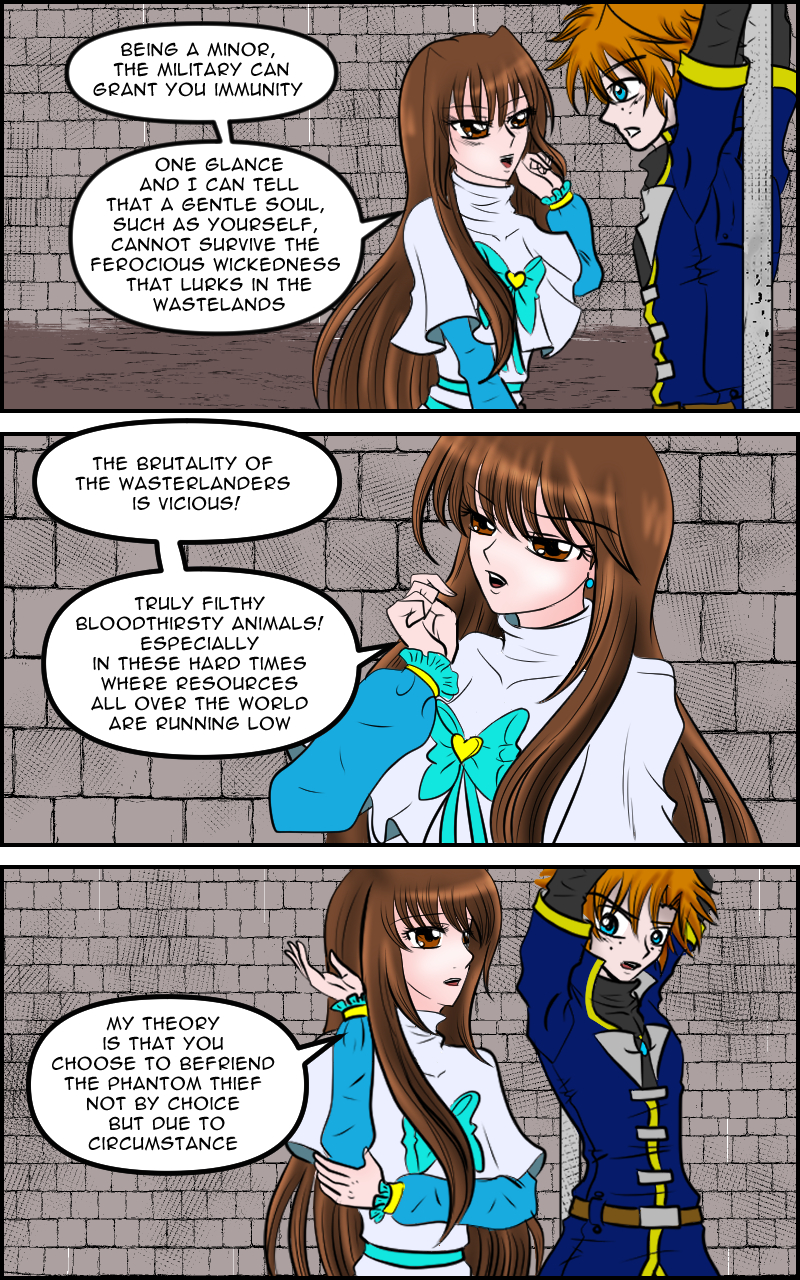 BEING A MINOR,
THE MILITARY CAN
GRANT YOU IMMUNITY
ONE GLANCE
AND I CAN TELL
THAT A GENTLE SOUL,
SUCH AS YOURSELF,
CANNOT SURVIVE THE
FEROCIOUS WICKEDNESS
THAT LURKS IN THE
WASTELANDS
THE BRUTALITY OF
THE WASTERLANDERS
IS VICIOUS!
TRULY FILTHY
BLOODTHIRSTY ANIMALS!
ESPECIALLY
IN THESE HARD TIMES
WHERE RESOURCES
ALL OVER THE WORLD
ARE RUNNING LOW
MY THEORY
IS THAT YOU
CHOOSE TO BEFRIEND
THE PHANTOM THIEF
NOT BY CHOICE
BUT DUE TO
CIRCUMSTANCE